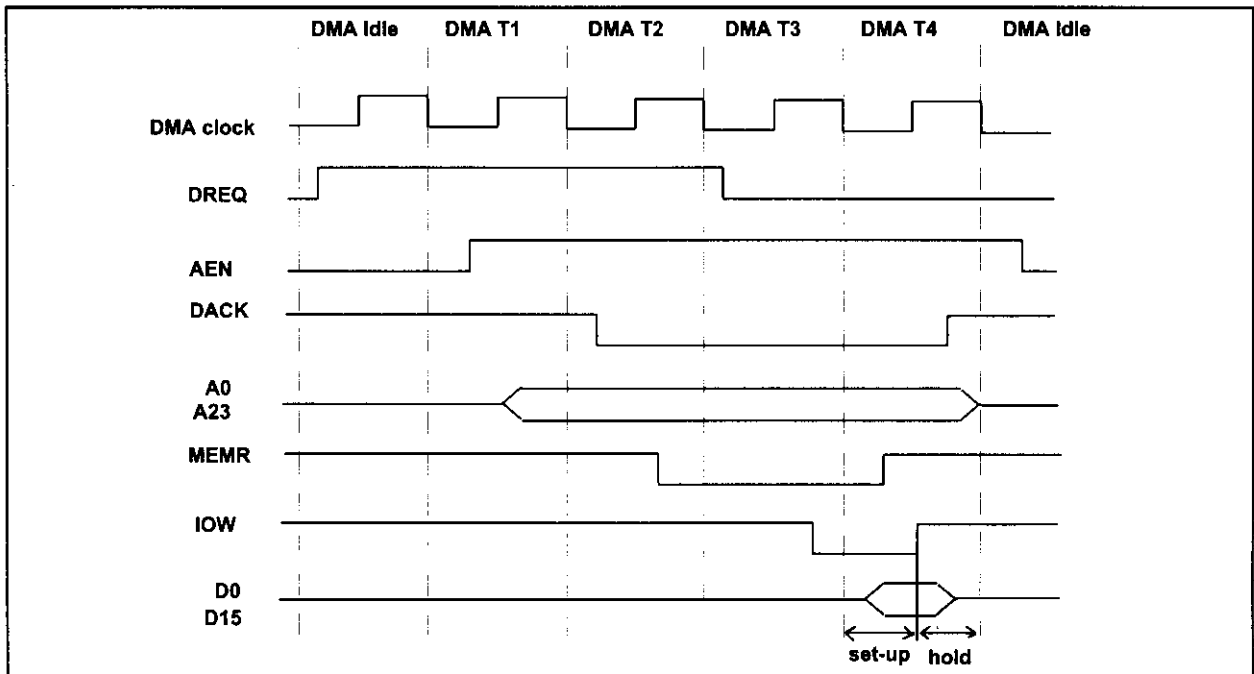 DMA Idle DMA T1 DMA T2 DMA T3 DMA T4 DMA Idle
DMA clock
DREQ
AEN
DACK
A0
A23
MEMR
IOW
D0
D15
set-up hold